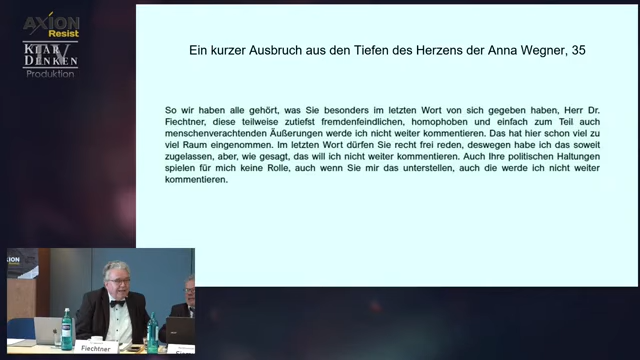 AXION
Resist
KLAR
DENKEN
TV
Produktion
Ein kurzer Ausbruch aus den Tiefen des Herzens der Anna Wegner, 35
So wir haben alle gehört, was Sie besonders im letzten Wort von sich gegeben haben, Herr Dr.
Fiechtner, diese teilweise zutiefst fremdenfeindlichen, homophoben und einfach zum Teil auch
menschenverachtenden Äußerungen werde ich nicht weiter kommentieren. Das hat hier schon viel zu
viel Raum eingenommen. Im letzten Wort dürfen Sie recht frei reden, deswegen habe ich das soweit
zugelassen, aber, wie gesagt, das will ich nicht weiter kommentieren. Auch Ihre politischen Haltungen
spielen für mich keine Rolle, auch wenn Sie mir das unterstellen, auch die werde ich nicht weiter
kommentieren.
ION
Fiechtner